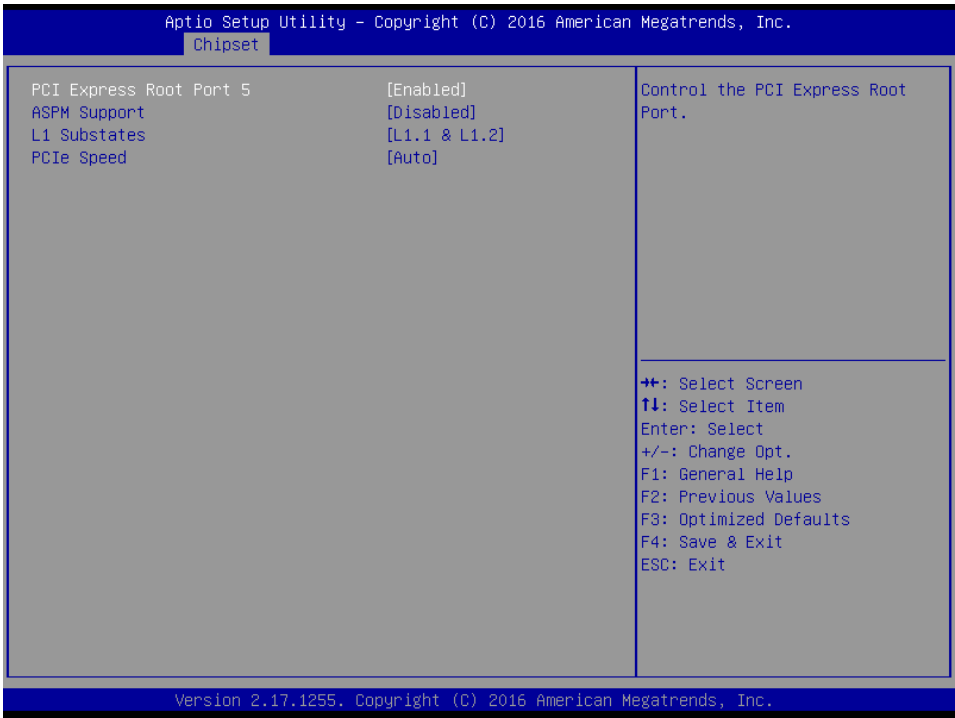 Aptio Setup Utility – Copyright (C) 2016 American Megatrends, Inc.
Chipset
PCI Express Root Port 5 [Enabled]
ASPM Support [Disabled]
L1 Substates [L1.1 & L1.2]
PCIe Speed [Auto]
Control the PCI Express Root
Port.
→←: Select Screen
↑↓: Select Item
Enter: Select
+/-: Change Opt.
F1: General Help
F2: Previous Values
F3: Optimized Defaults
F4: Save & Exit
ESC: Exit
Version 2.17.1255. Copyright (C) 2016 American Megatrends, Inc.